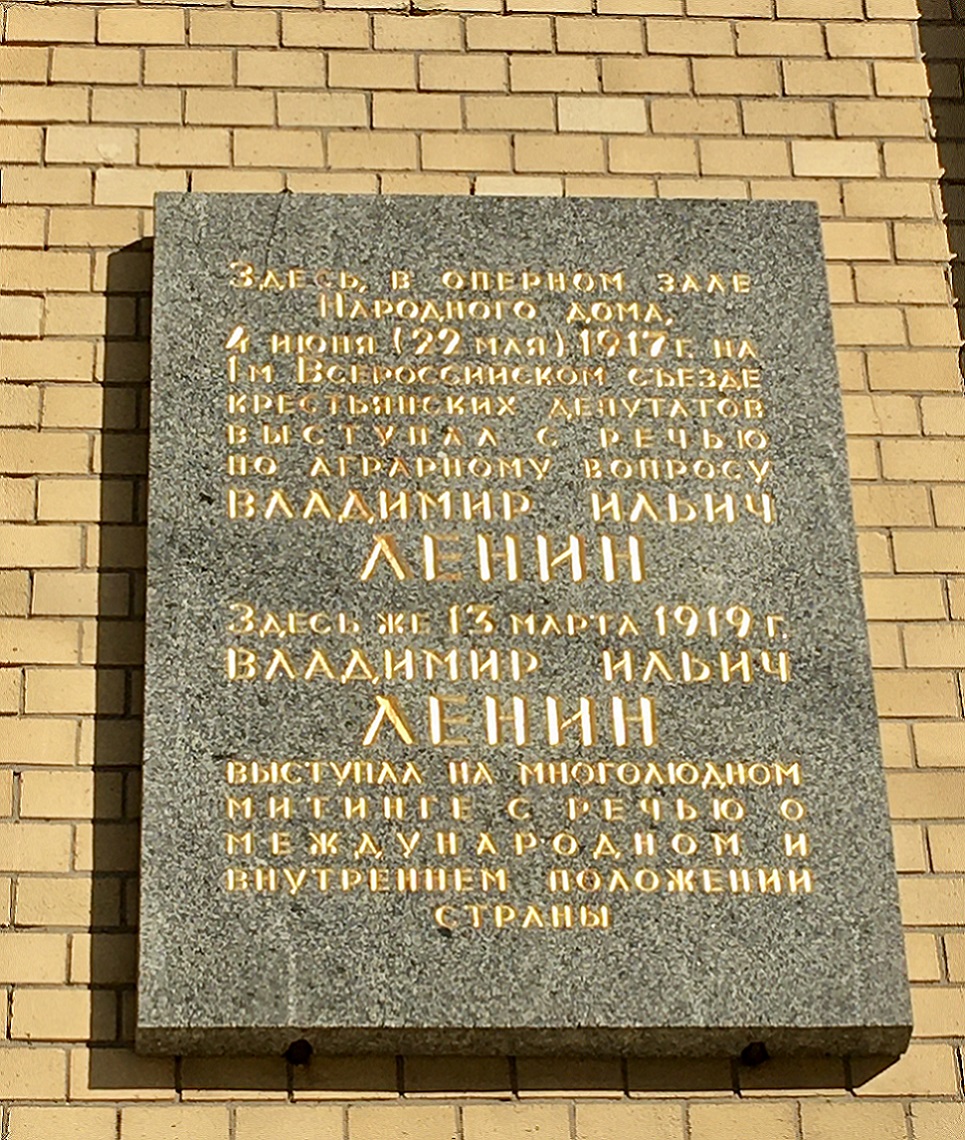 Здесь, в оперном зале
Народного дома,
4 июня (22 мая) 1917 г. на
1м Всероссийском съезде
крестьянских депутатов
выступал с речью
по аграрному вопросу
ВЛАДИМИР ИЛЬИЧ
ЛЕНИН
Здесь же 13 марта 1919 г.
ВЛАДИМИР ИЛЬИЧ
ЛЕНИН
выступал на многолюдном
митинге с речью о
международном и
внутреннем положении
страны